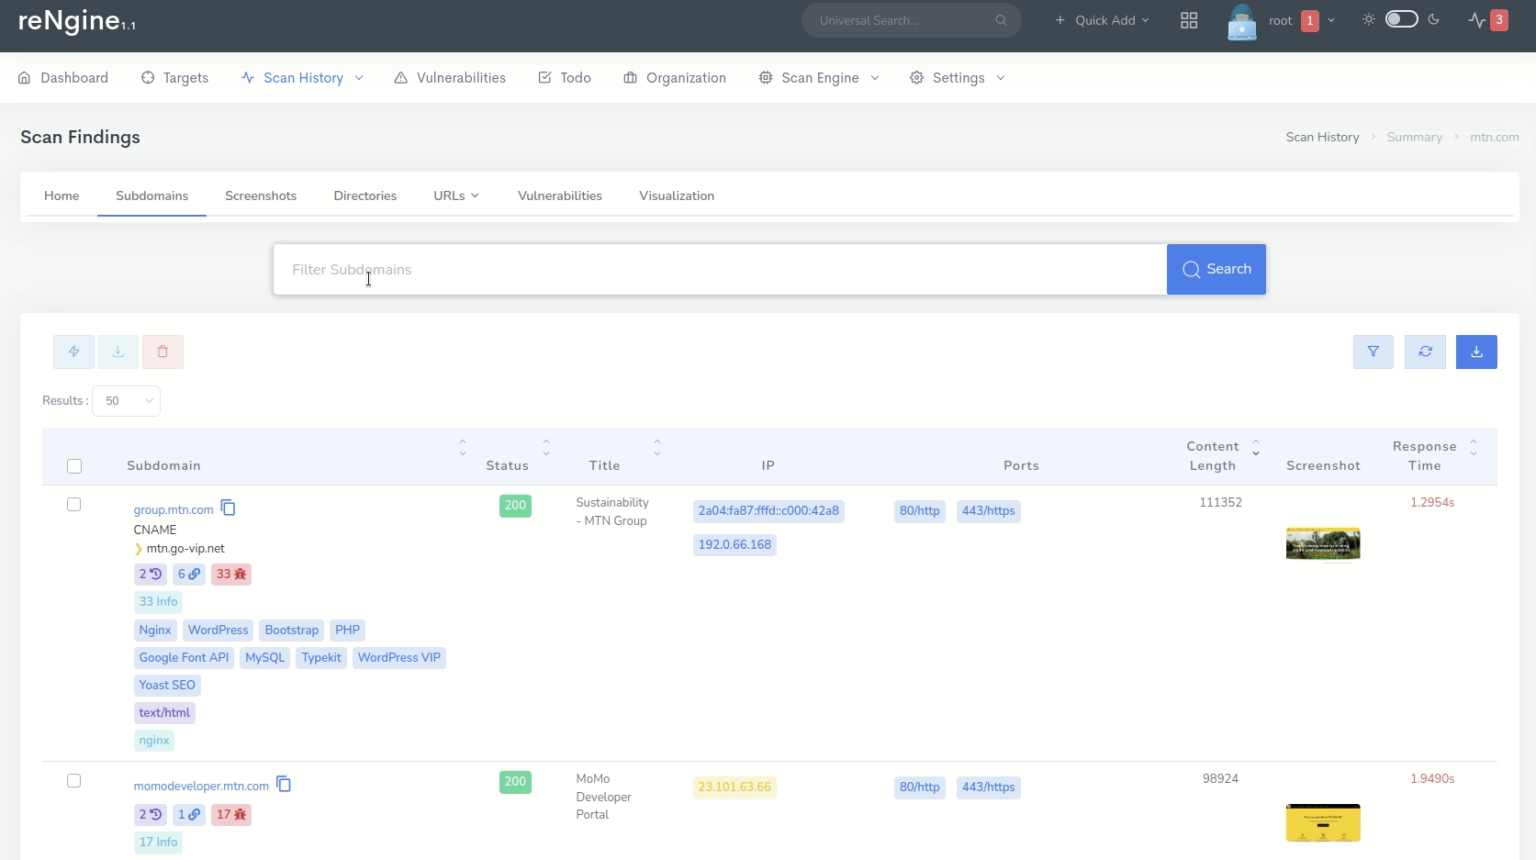 reNgine 1.1
Universal Search...
Quick Add
root 1
3
Dashboard Targets Scan History Vulnerabilities Todo Organization Scan Engine Settings
Scan Findings
Scan History > Summary > mtn.com
Home Subdomains Screenshots Directories URLs Vulnerabilities Visualization
Filter Subdomains
Search
Results : 50
Subdomain Status Title IP Ports Content Length Screenshot Response Time
group.mtn.com
CNAME
mtn.go-vip.net
2 6 33
33 Info
Nginx WordPress Bootstrap PHP
Google Font API MySQL Typekit WordPress VIP
Yoast SEO
text/html
nginx
200
Sustainability
- MTN Group
2a04:fa87:fffd::c000:42a8
192.0.66.168
80/http 443/https
111352
1.2954s
momodeveloper.mtn.com
2 1 17
17 Info
200
MoMo
Developer
Portal
23.101.63.66
80/http 443/https
98924
1.9490s